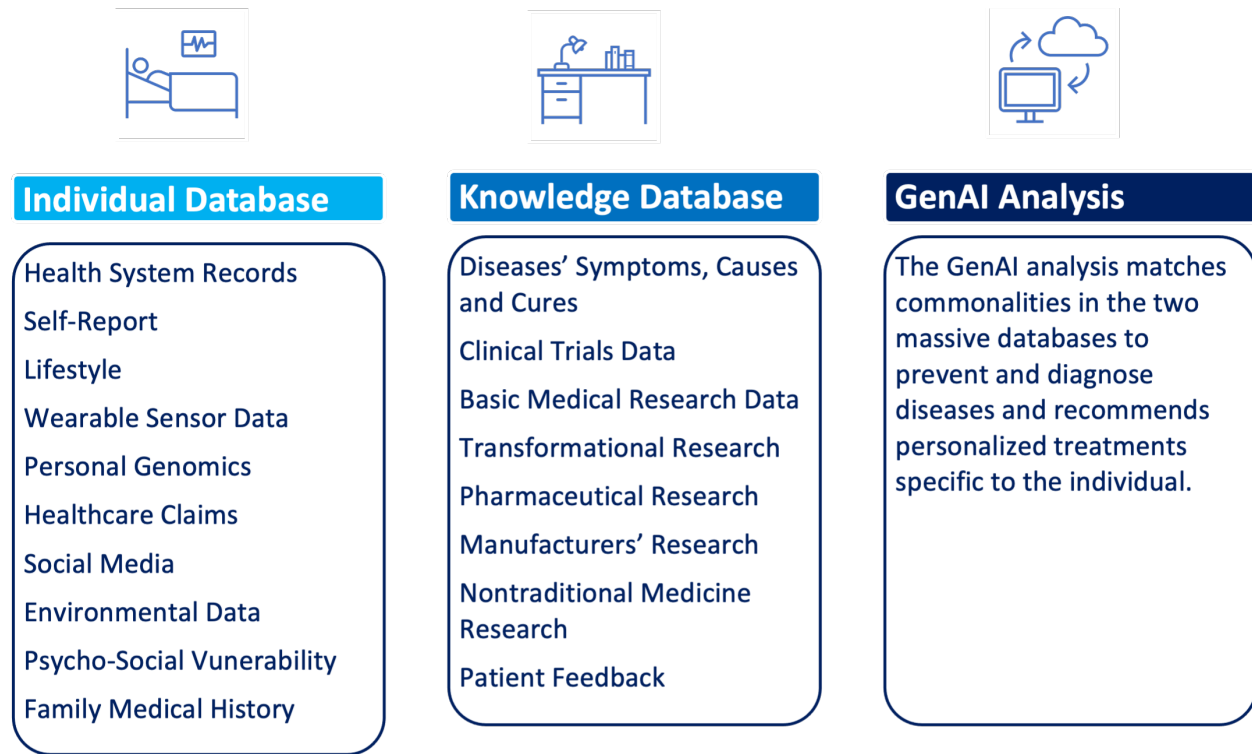 Individual Database
Health System Records
Self-Report
Lifestyle
Wearable Sensor Data
Personal Genomics
Healthcare Claims
Social Media
Environmental Data
Psycho-Social Vunerability
Family Medical History
Knowledge Database
Diseases’ Symptoms, Causes
and Cures
Clinical Trials Data
Basic Medical Research Data
Transformational Research
Pharmaceutical Research
Manufacturers’ Research
Nontraditional Medicine
Research
Patient Feedback
GenAI Analysis
The GenAI analysis matches
commonalities in the two
massive databases to
prevent and diagnose
diseases and recommends
personalized treatments
specific to the individual.